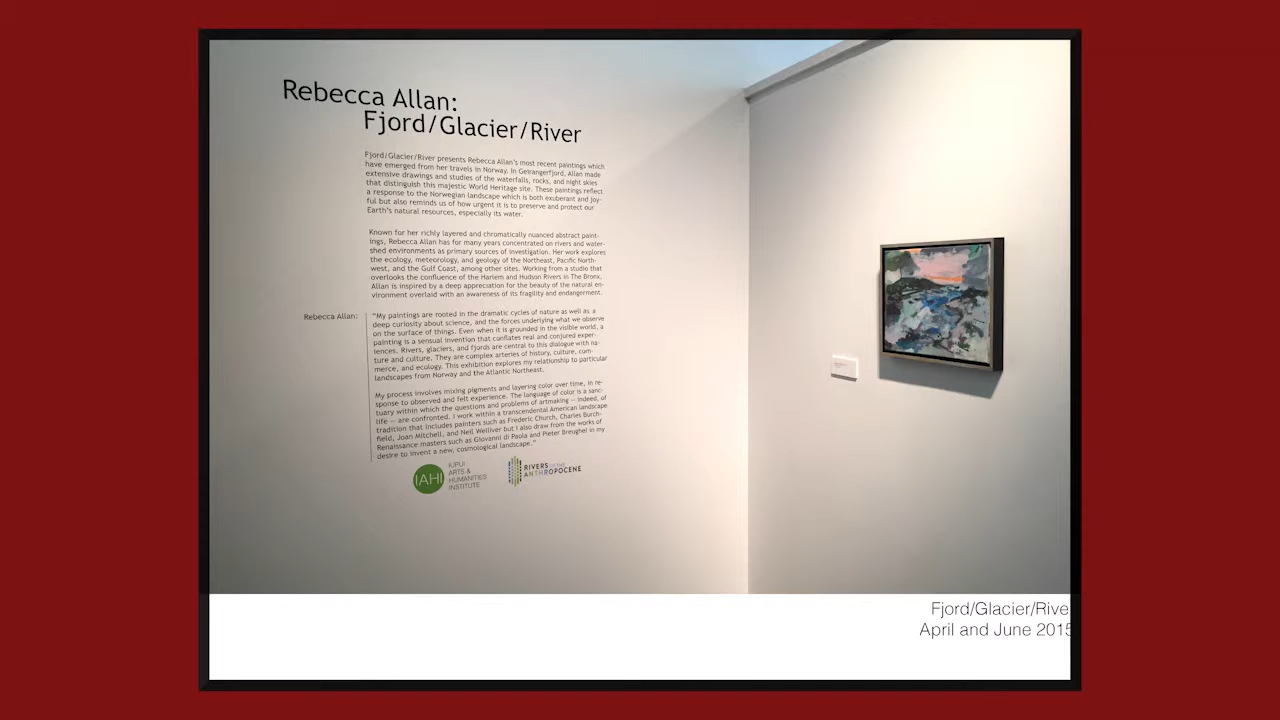 Rebecca Allan:
Fjord/Glacier/River
Fjord/Glacier/River presents Rebecca Allan's most recent paintings which
have emerged from her travels in Norway. In Geirangerfjord, Allan made
extensive drawings and studies of the waterfalls, rocks, and night skies
that distinguish this majestic World Heritage site. These paintings reflect
a response to the Norwegian landscape which is both exuberant and joy-
ful but also reminds us of how urgent it is to preserve and protect our
Earth's natural resources, especially its water.
Known for her richly layered and chromatically nuanced abstract paint-
ings, Rebecca Allan has for many years concentrated on rivers and water-
shed environments as primary sources of investigation. Her work explores
the ecology, meteorology, and geology of the Northeast, Pacific North-
west, and the Gulf Coast, among other sites. Working from a studio that
overlooks the confluence of the Harlem and Hudson Rivers in The Bronx,
Allan is inspired by a deep appreciation for the beauty of the natural en-
vironment overlaid with an awareness of its fragility and endangerment.
Rebecca Allan:
"My paintings are rooted in the dramatic cycles of nature as well as a
deep curiosity about science, and the forces underlying what we observe
on the surface of things. Even when it is grounded in the visible world, a
painting is a sensual invention that conflates real and conjured exper-
iences. Rivers, glaciers, and fjords are central to this dialogue with na-
ture and culture. They are complex arteries of history, culture, com-
merce, and ecology. This exhibition explores my relationship to particular
landscapes from Norway and the Atlantic Northeast.
My process involves mixing pigments and layering color over time, in re-
sponse to observed and felt experience. The language of color is a sanc-
tuary within which the questions and problems of artmaking — indeed, of
life — are confronted. I work within a transcendental American landscape
tradition that includes painters such as Frederic Church, Charles Burch-
field, Joan Mitchell, and Neil Welliver but I also draw from the works of
Renaissance masters such as Giovanni di Paola and Pieter Breughel in my
desire to invent a new, cosmological landscape."
IAHI
IUPUI
ARTS &
HUMANITIES
INSTITUTE
RIVERS OF THE
ANTHROPOCENE
Fjord/Glacier/Rive
April and June 2015